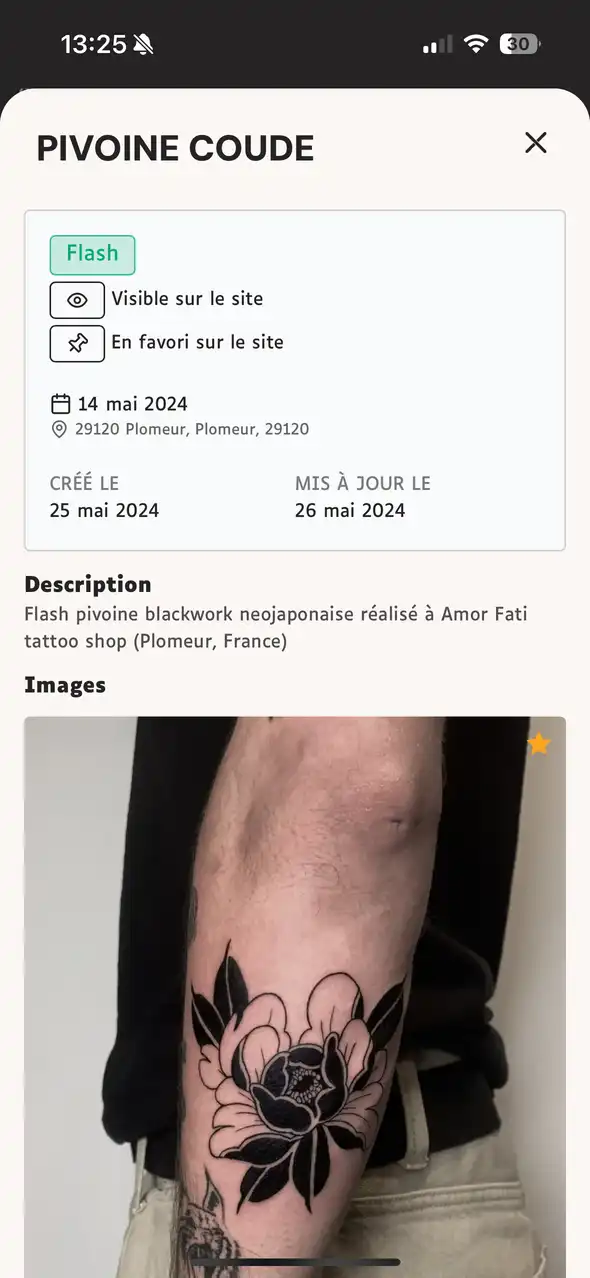 13:25
30
PIVOINE COUDE
Flash
Visible sur le site
En favori sur le site
14 mai 2024
29120 Plomeur, Plomeur, 29120
CRÉÉ LE
MIS À JOUR LE
25 mai 2024
26 mai 2024
Description
Flash pivoine blackwork neojaponaise réalisé à Amor Fati
tattoo shop (Plomeur, France)
Images